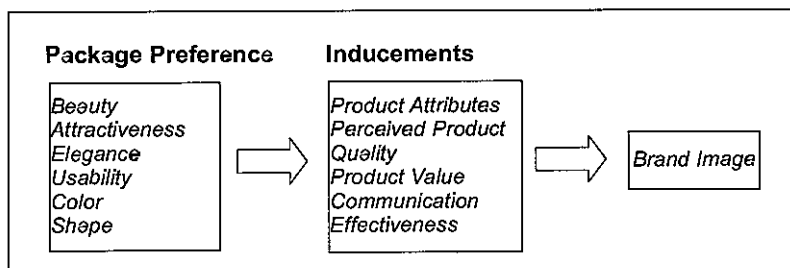 Package Preference
Inducements
Beauty
Attractiveness
Elegance
Usability
Color
Shape
Product Attributes
Perceived Product
Quality
Product Value
Communication
Effectiveness
Brand Image